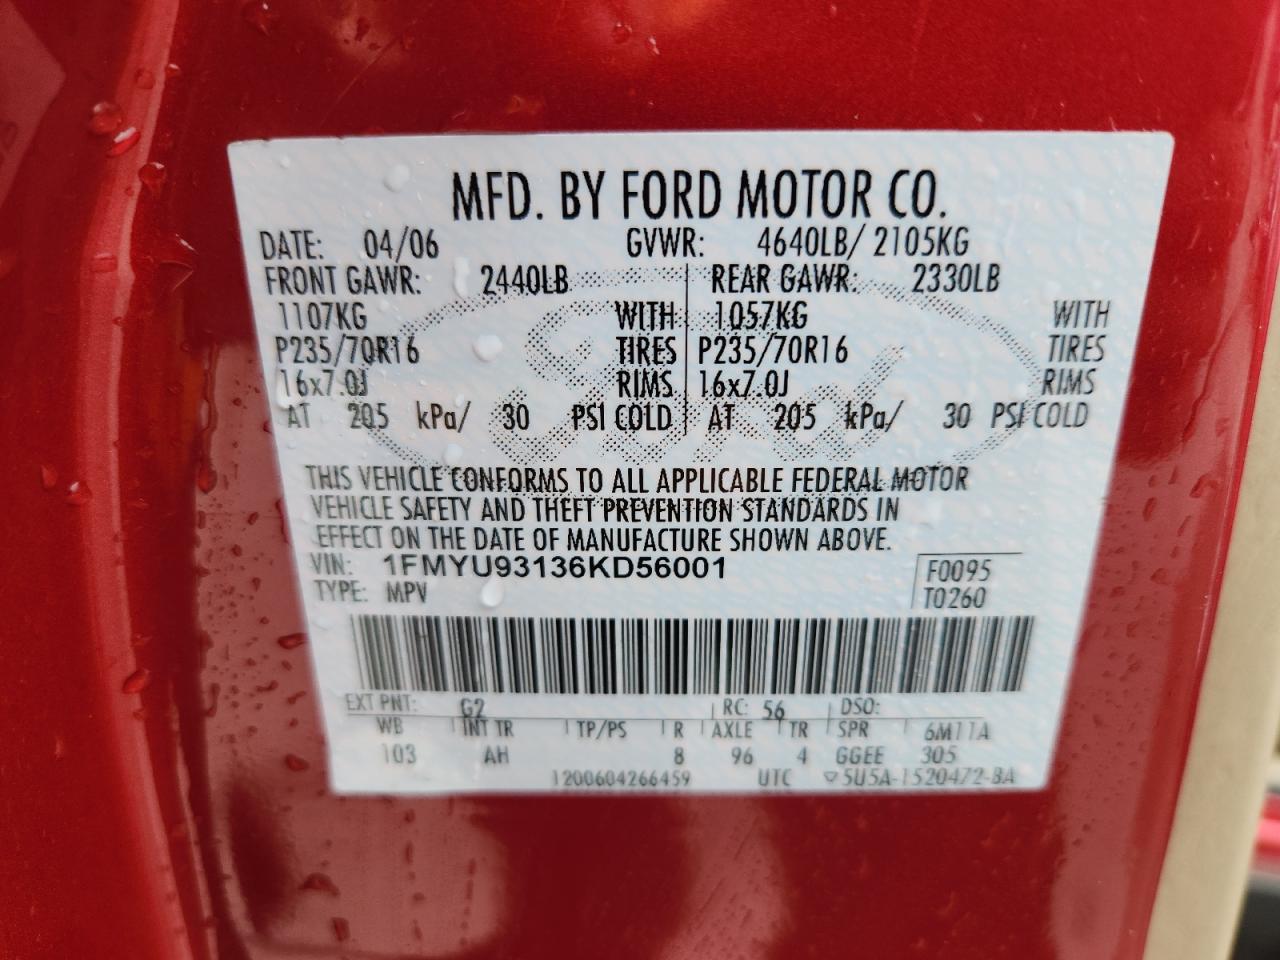 MFD. BY FORD MOTOR CO.
DATE: 04/06 GVWR: 4640LB/ 2105KG
FRONT GAWR: 2440LB REAR GAWR: 2330LB
1107KG WITH 1057KG WITH
P235/70R16 TIRES P235/70R16 TIRES
16x7.0J RIMS 16x7.0J RIMS
AT 205 kPa/ 30 PSI COLD AT 205 kPa/ 30 PSI COLD
THIS VEHICLE CONFORMS TO ALL APPLICABLE FEDERAL MOTOR
VEHICLE SAFETY AND THEFT PREVENTION STANDARDS IN
EFFECT ON THE DATE OF MANUFACTURE SHOWN ABOVE.
VIN: 1FMYU93136KD56001 F0095
TYPE: MPV T0260
EXT PNT: G2 RC: 56 DSO:
WB INT TR TP/PS R AXLE TR SPR 6M11A
103 AH 8 96 4 GGEE 305
1200604266459 UTC ▽5U5A-1520472-BA